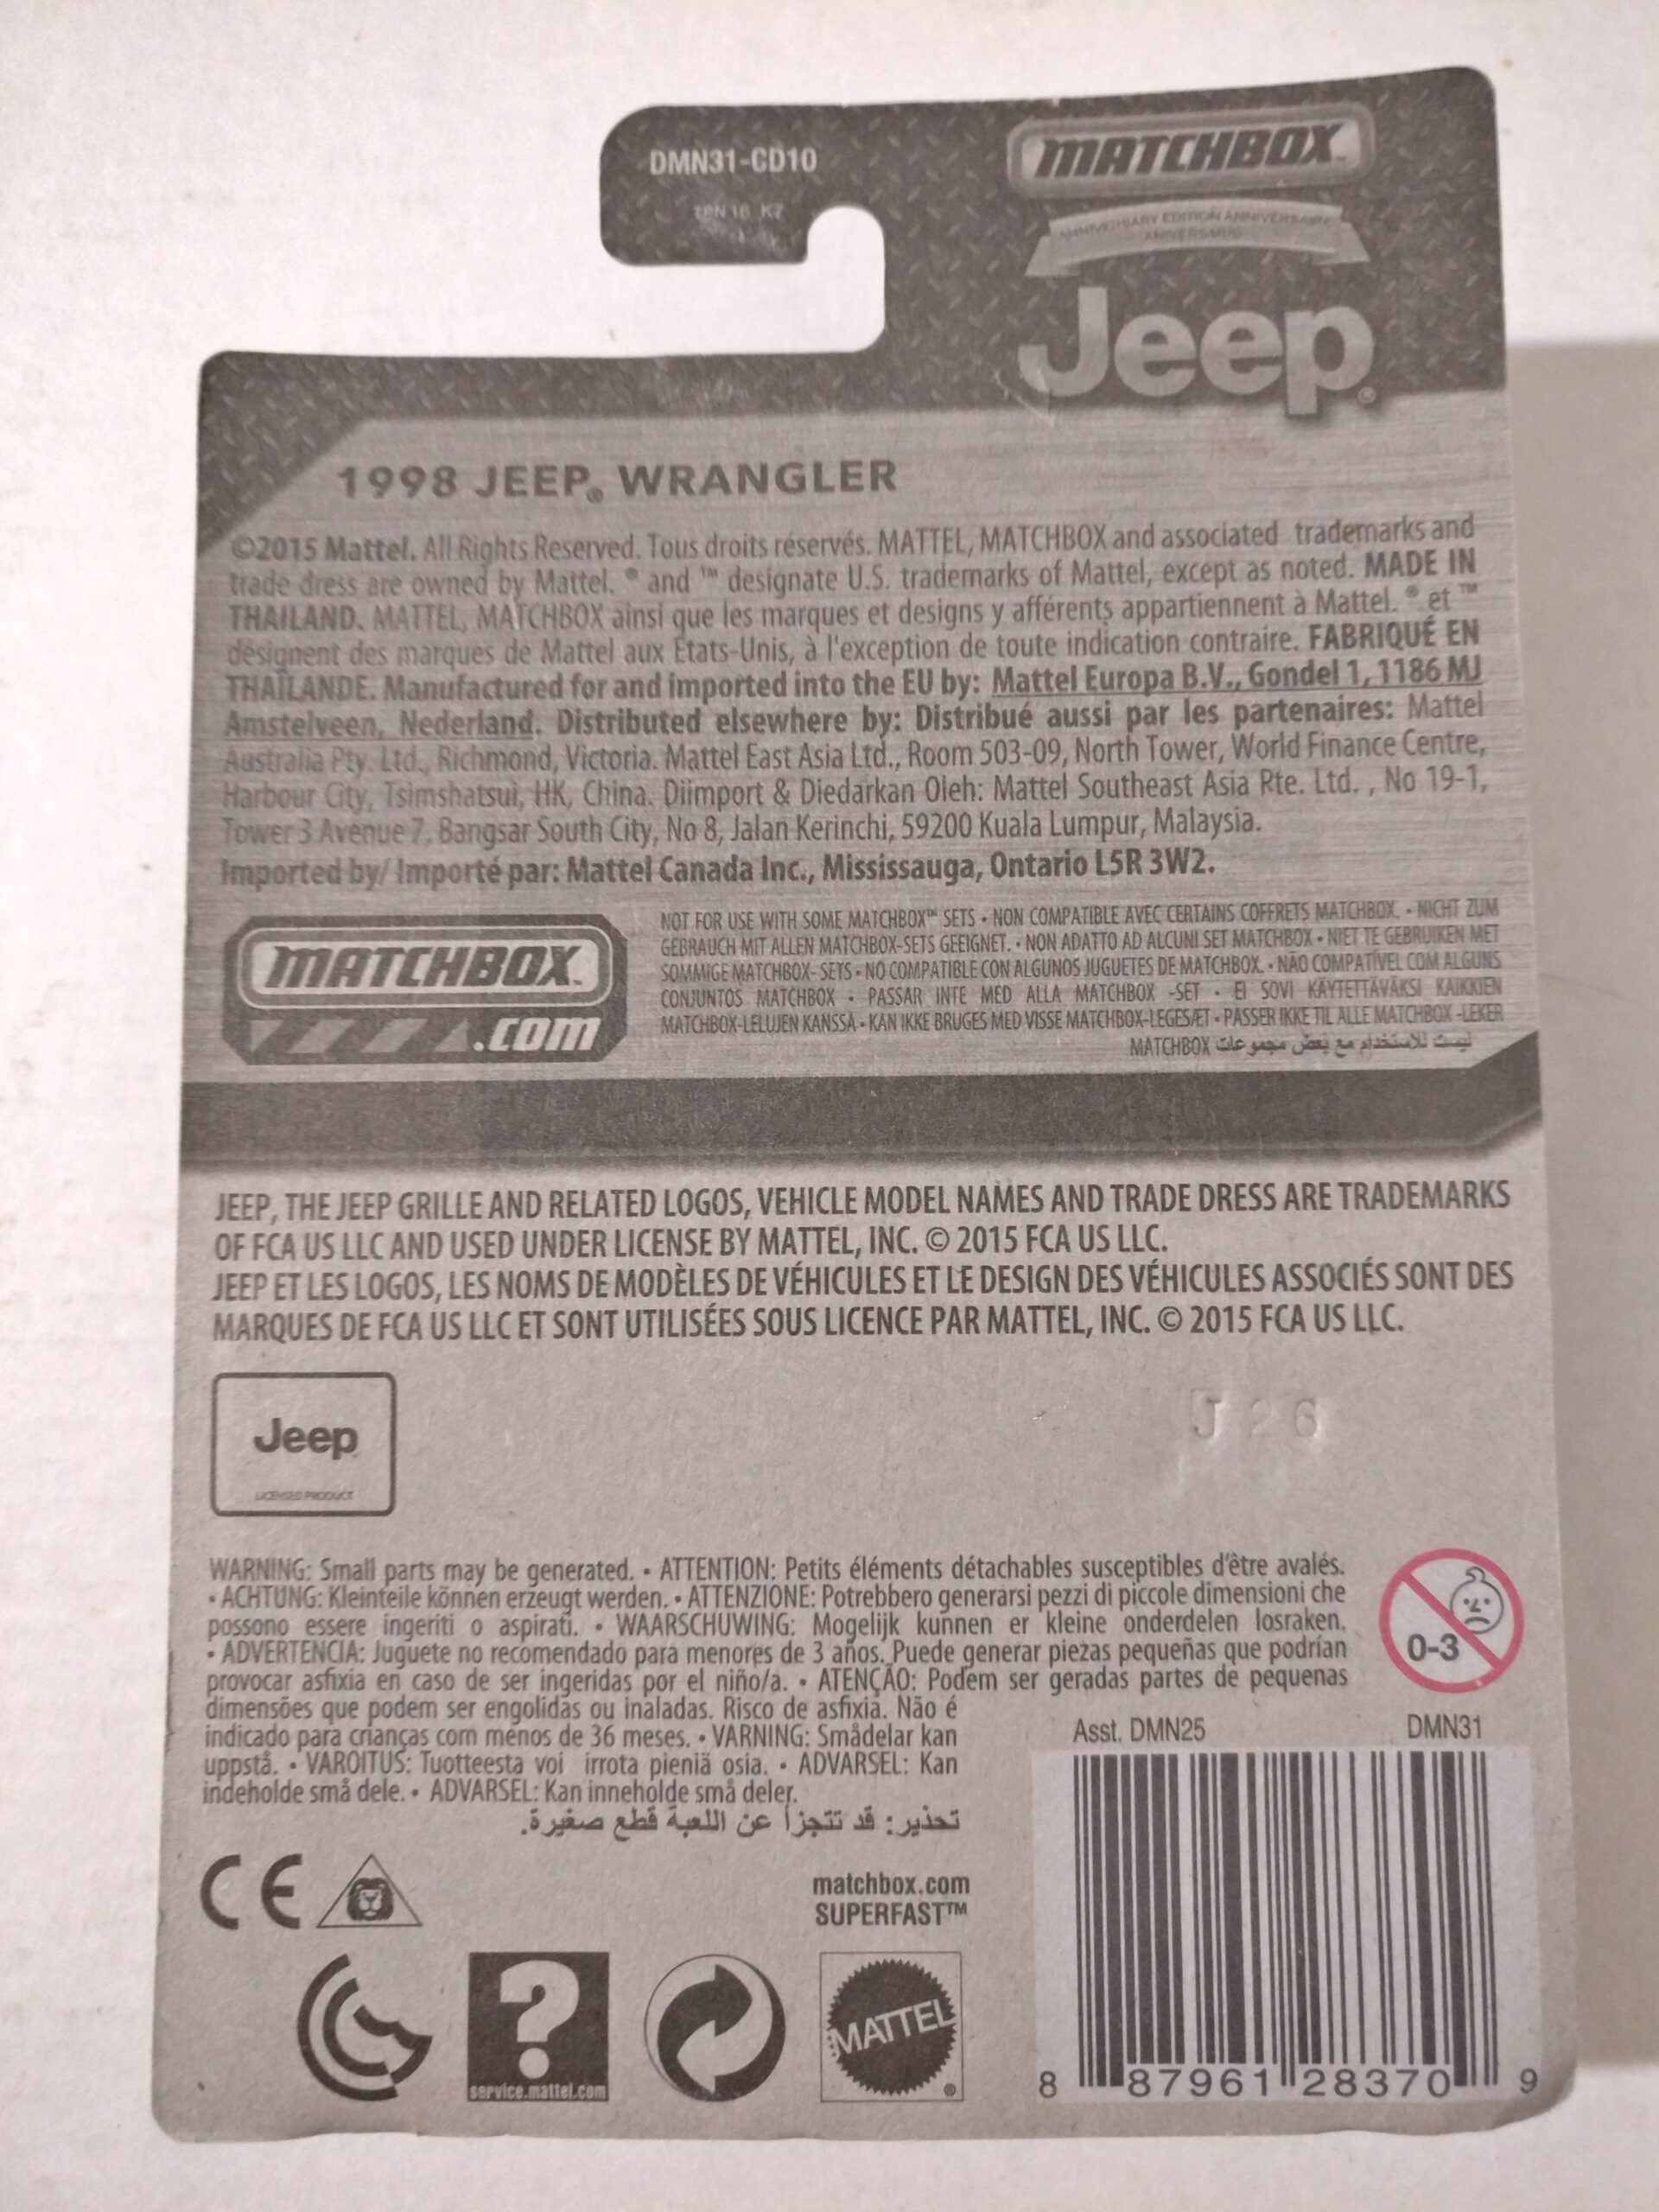 DMN31-CD10
MATCHBOX™
ANNIVERSARY EDITION ANNIVERSAIRE
ANIVERSARIO
Jeep®
1998 JEEP® WRANGLER
©2015 Mattel. All Rights Reserved. Tous droits réservés. MATTEL, MATCHBOX and associated trademarks and
trade dress are owned by Mattel. ® and ™ designate U.S. trademarks of Mattel, except as noted. MADE IN
THAILAND. MATTEL, MATCHBOX ainsi que les marques et designs y afférents appartiennent à Mattel. ® et ™
désignent des marques de Mattel aux États-Unis, à l'exception de toute indication contraire. FABRIQUÉ EN
THAÏLANDE. Manufactured for and imported into the EU by: Mattel Europa B.V., Gondel 1, 1186 MJ
Amstelveen, Nederland. Distributed elsewhere by: Distribué aussi par les partenaires: Mattel
Australia Pty. Ltd., Richmond, Victoria. Mattel East Asia Ltd., Room 503-09, North Tower, World Finance Centre,
Harbour City, Tsimshatsui, HK, China. Diimport & Diedarkan Oleh: Mattel Southeast Asia Pte. Ltd. , No 19-1,
Tower 3 Avenue 7, Bangsar South City, No 8, Jalan Kerinchi, 59200 Kuala Lumpur, Malaysia.
Imported by/ Importé par: Mattel Canada Inc., Mississauga, Ontario L5R 3W2.
MATCHBOX™
.com
NOT FOR USE WITH SOME MATCHBOX™ SETS • NON COMPATIBLE AVEC CERTAINS COFFRETS MATCHBOX. • NICHT ZUM
GEBRAUCH MIT ALLEN MATCHBOX-SETS GEEIGNET. • NON ADATTO AD ALCUNI SET MATCHBOX • NIET TE GEBRUIKEN MET
SOMMIGE MATCHBOX- SETS • NO COMPATIBLE CON ALGUNOS JUGUETES DE MATCHBOX. • NÃO COMPATÍVEL COM ALGUNS
CONJUNTOS MATCHBOX • PASSAR INTE MED ALLA MATCHBOX -SET • EI SOVI KÄYTETTÄVÄKSI KAIKKIEN
MATCHBOX-LELUJEN KANSSA • KAN IKKE BRUGES MED VISSE MATCHBOX-LEGESÆT • PASSER IKKE TIL ALLE MATCHBOX -LEKER
ليست للاستخدام مع بعض مجموعات MATCHBOX
JEEP, THE JEEP GRILLE AND RELATED LOGOS, VEHICLE MODEL NAMES AND TRADE DRESS ARE TRADEMARKS
OF FCA US LLC AND USED UNDER LICENSE BY MATTEL, INC. © 2015 FCA US LLC.
JEEP ET LES LOGOS, LES NOMS DE MODÈLES DE VÉHICULES ET LE DESIGN DES VÉHICULES ASSOCIÉS SONT DES
MARQUES DE FCA US LLC ET SONT UTILISÉES SOUS LICENCE PAR MATTEL, INC. © 2015 FCA US LLC.
Jeep
LICENSED PRODUCT
J26
WARNING: Small parts may be generated. • ATTENTION: Petits éléments détachables susceptibles d'être avalés.
• ACHTUNG: Kleinteile können erzeugt werden. • ATTENZIONE: Potrebbero generarsi pezzi di piccole dimensioni che
possono essere ingeriti o aspirati. • WAARSCHUWING: Mogelijk kunnen er kleine onderdelen losraken.
• ADVERTENCIA: Juguete no recomendado para menores de 3 años. Puede generar piezas pequeñas que podrían
provocar asfixia en caso de ser ingeridas por el niño/a. • ATENÇÃO: Podem ser geradas partes de pequenas
dimensões que podem ser engolidas ou inaladas. Risco de asfixia. Não é
indicado para crianças com menos de 36 meses. • VARNING: Smådelar kan
uppstå. • VAROITUS: Tuotteesta voi irrota pieniä osia. • ADVARSEL: Kan
indeholde små dele. • ADVARSEL: Kan inneholde små deler.
تحذير: قد تتجزأ عن اللعبة قطع صغيرة.
0-3
Asst. DMN25 DMN31
CE
matchbox.com
SUPERFAST™
service.mattel.com
MATTEL®
8 87961 28370 9